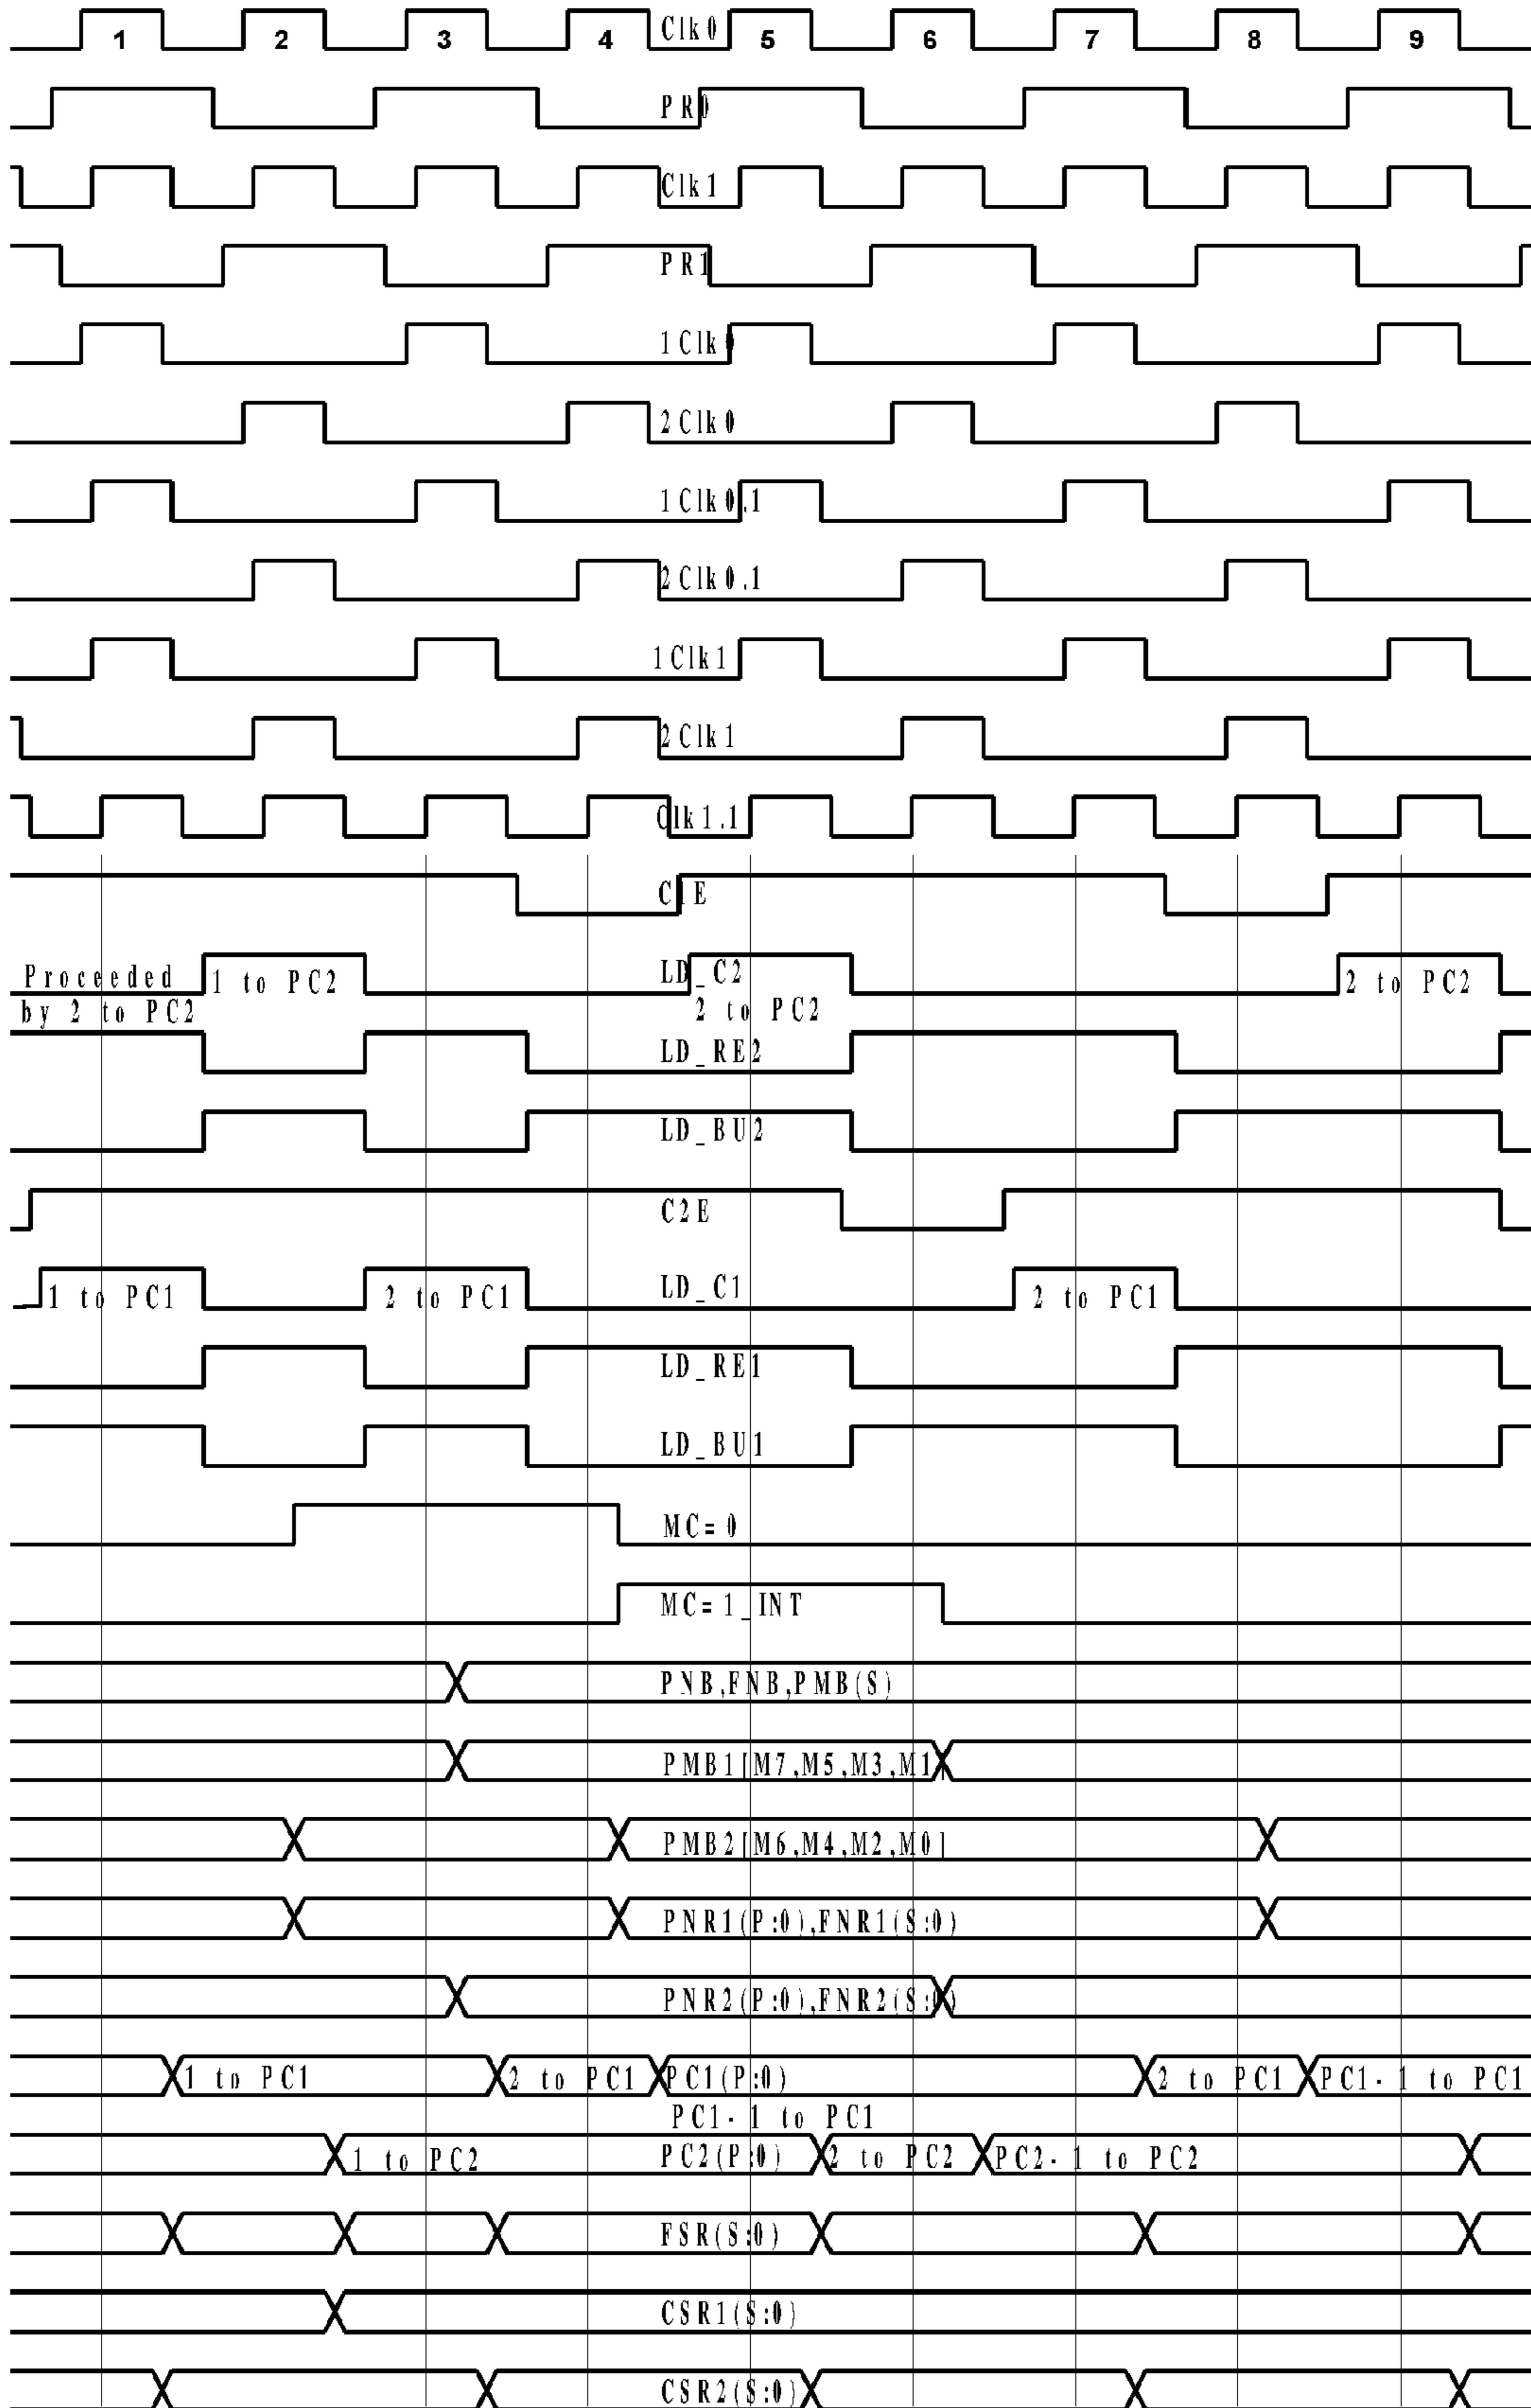 1 2 3 4 Clk0 5 6 7 8 9
PR0
Clk1
PR1
1Clk0
2Clk0
1Clk0.1
2Clk0.1
1Clk1
2Clk1
Clk1.1
C1E
Proceeded 1 to PC2 LD_C2 2 to PC2
by 2 to PC2 2 to PC2
LD_RE2
LD_BU2
C2E
1 to PC1 2 to PC1 LD_C1 2 to PC1
LD_RE1
LD_BU1
MC=0
MC=1_INT
PNB,FNB,PMB(S)
PMB1[M7,M5,M3,M1]
PMB2[M6,M4,M2,M0]
PNR1(P:0),FNR1(S:0)
PNR2(P:0),FNR2(S:0)
1 to PC1 2 to PC1 PC1(P:0) 2 to PC1 PC1-1 to PC1
PC1-1 to PC1
1 to PC2 PC2(P:0) 2 to PC2 PC2-1 to PC2
FSR(S:0)
CSR1(S:0)
CSR2(S:0)